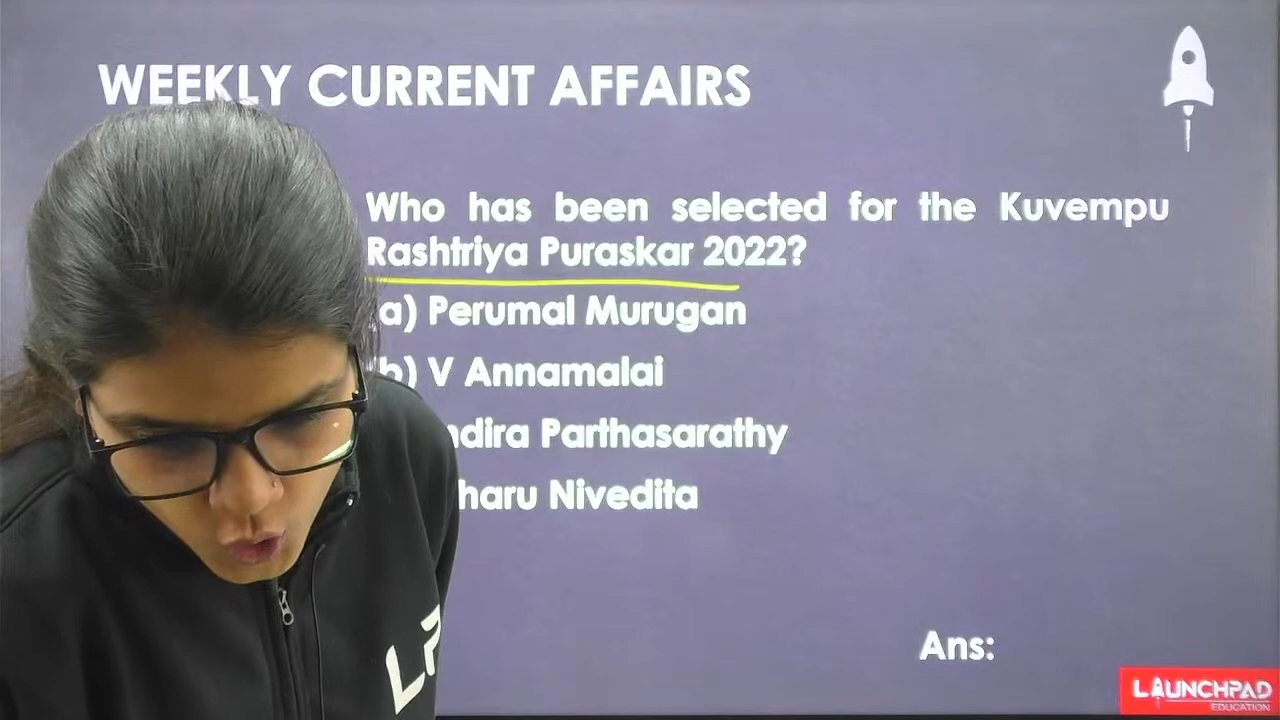 WEEKLY CURRENT AFFAIRS
Who has been selected for the Kuvempu
Rashtriya Puraskar 2022?
a) Perumal Murugan
b) V Annamalai
ndira Parthasarathy
haru Nivedita
Ans:
LP
LAUNCHPAD
EDUCATION